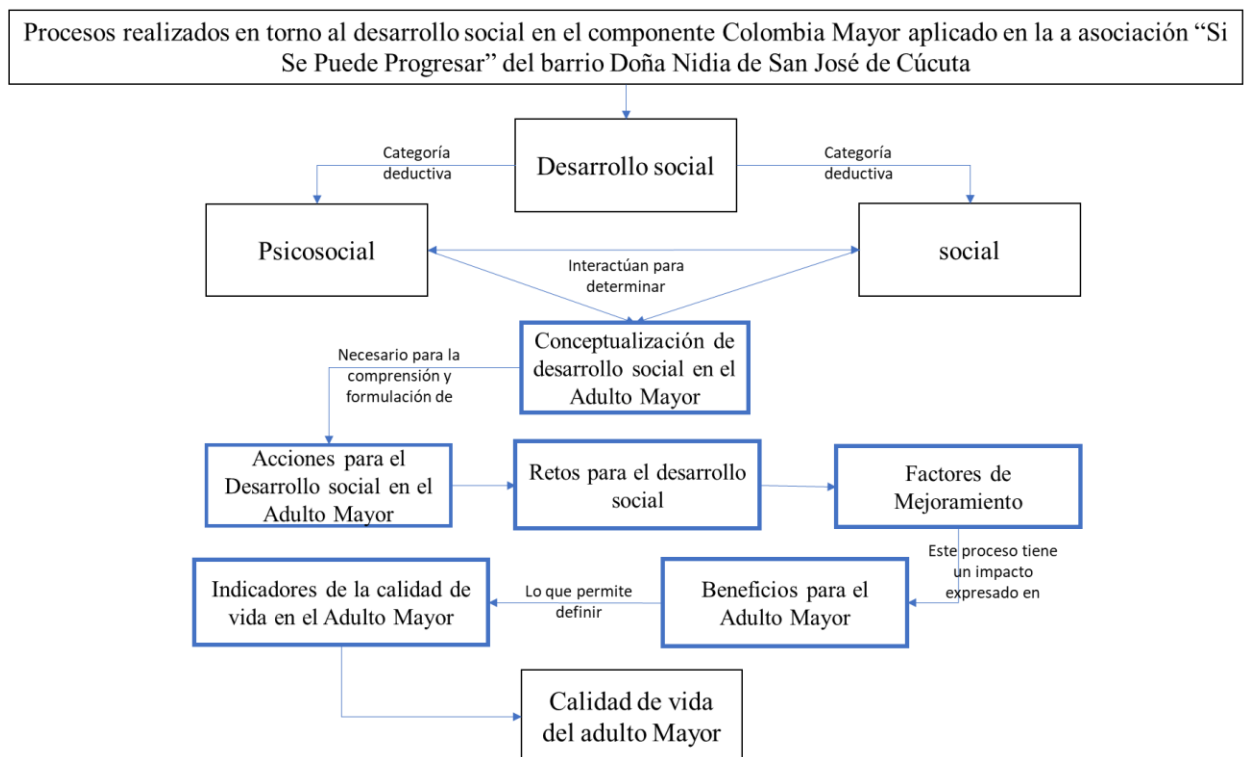 Procesos realizados en torno al desarrollo social en el componente Colombia Mayor aplicado en la a asociación “Si
Se Puede Progresar” del barrio Doña Nidia de San José de Cúcuta
Categoría
deductiva
Desarrollo social
Categoría
deductiva
Psicosocial
social
Interactúan para
determinar
Conceptualización de
desarrollo social en el
Adulto Mayor
Necesario para la
comprensión y
formulación de
Acciones para el
Desarrollo social en el
Adulto Mayor
Retos para el desarrollo
social
Factores de
Mejoramiento
Este proceso tiene
un impacto
expresado en
Indicadores de la calidad de
vida en el Adulto Mayor
Lo que permite
definir
Beneficios para el
Adulto Mayor
Calidad de vida
del adulto Mayor